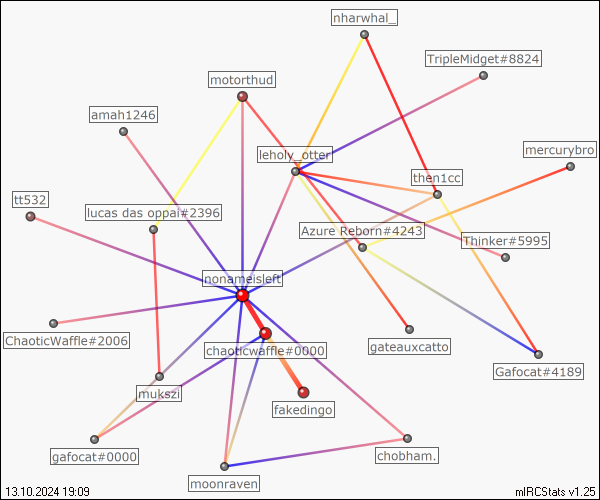 nharwhal_
TripleMidget#8824
motorthud
amah1246
leholy_otter
mercurybro
then1cc
tt532
lucas das oppai#2396
Azure Reborn#4243
Thinker#5995
nonameisleft
ChaoticWaffle#2006
chaoticwaffle#0000
gateauxcatto
Gafocat#4189
mukszi
fakedingo
gafocat#0000
chobham.
moonraven
13.10.2024 19:09
mIRCStats v1.25